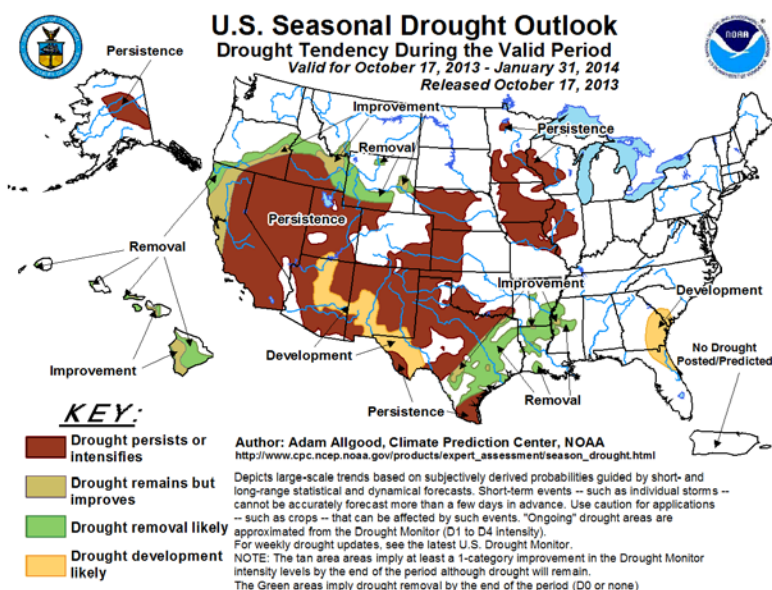 U.S. Seasonal Drought Outlook
Drought Tendency During the Valid Period
Valid for October 17, 2013 - January 31, 2014
Released October 17, 2013
NOAA
Persistence
Improvement
Removal
Persistence
Persistence
Removal
Improvement
Development
Development
No Drought
Posted/Predicted
Improvement
Removal
Persistence
KEY:
Drought persists or
intensifies
Drought remains but
improves
Drought removal likely
Drought development
likely
Author: Adam Allgood, Climate Prediction Center, NOAA
http://www.cpc.ncep.noaa.gov/products/expert_assessment/season_drought.html
Depicts large-scale trends based on subjectively derived probabilities guided by short- and
long-range statistical and dynamical forecasts. Short-term events -- such as individual storms --
cannot be accurately forecast more than a few days in advance. Use caution for applications
-- such as crops -- that can be affected by such events. "Ongoing" drought areas are
approximated from the Drought Monitor (D1 to D4 intensity).
For weekly drought updates, see the latest U.S. Drought Monitor.
NOTE: The tan area areas imply at least a 1-category improvement in the Drought Monitor
intensity levels by the end of the period although drought will remain.
The Green areas imply drought removal by the end of the period (D0 or none)